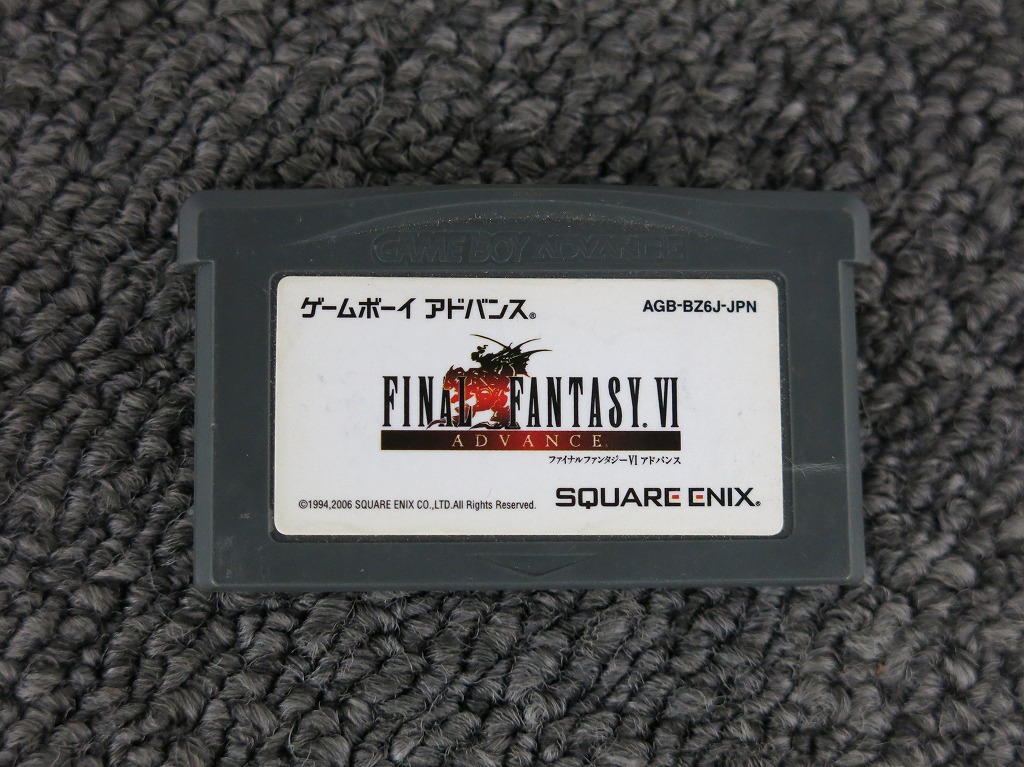 GAME BOY ADVANCE
ゲームボーイ アドバンス®
AGB-BZ6J-JPN
FINAL FANTASY. VI
ADVANCE.
ファイナルファンタジーVI アドバンス
©1994,2006 SQUARE ENIX CO.,LTD.All Rights Reserved.
SQUARE ENIX®